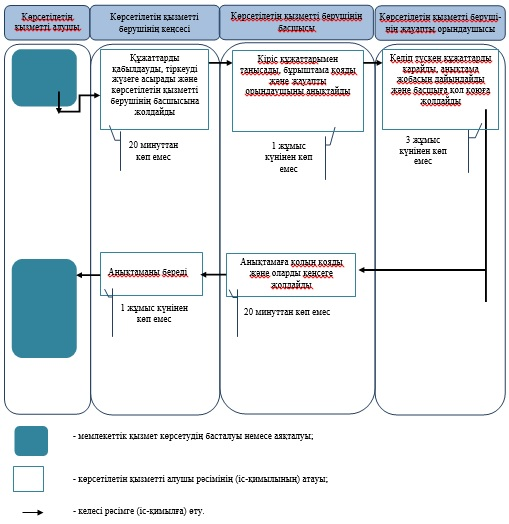 Көрсетілетін
қызметті алушы
Көрсетілетін қызметті
берушінің кеңсесі
Көрсетілетін қызметті берушінің
басшысы
Көрсетілетін қызметті беруші-
нің жауапты орындаушысы
Құжаттарды
қабылдауды, тіркеуді
жүзеге асырады және
көрсетілетін қызметті
берушінің басшысына
жолдайды
Кіріс құжаттарымен
танысады, бұрыштама қояды
және жауапты
орындаушыны анықтайды
Келіп түскен құжаттарды
қарайды, анықтама
жобасын дайындайды
және басшыға қол қоюға
жолдайды
20 минуттан
көп емес
1 жұмыс
күнінен көп
емес
3 жұмыс
күнінен көп
емес
Анықтаманы береді
Анықтамаға қолын қояды
және оларды кеңсеге
жолдайды
1 жұмыс күнінен
көп емес
20 минуттан көп емес
- мемлекеттік қызмет көрсетудің басталуы немесе аяқталуы;
- көрсетілетін қызметті алушы рәсімінің (іс-қимылының) атауы;
- келесі рәсімге (іс-қимылға) өту.